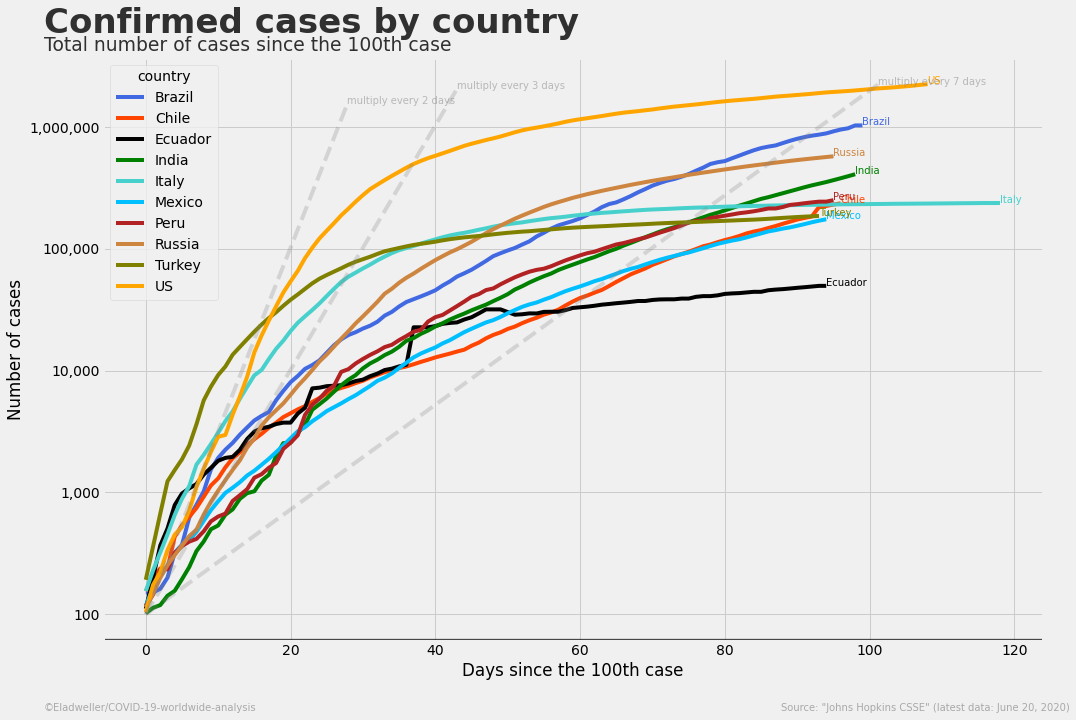 Confirmed cases by country
Total number of cases since the 100th case
country
Brazil
Chile
Ecuador
India
Italy
Mexico
Peru
Russia
Turkey
US
multiply every 2 days
multiply every 3 days
multiply every 7 days
US
Brazil
Russia
India
Peru
Chile
Italy
Turkey
Mexico
Ecuador
1,000,000
100,000
10,000
1,000
100
Number of cases
0 20 40 60 80 100 120
Days since the 100th case
©Eladweller/COVID-19-worldwide-analysis
Source: "Johns Hopkins CSSE" (latest data: June 20, 2020)